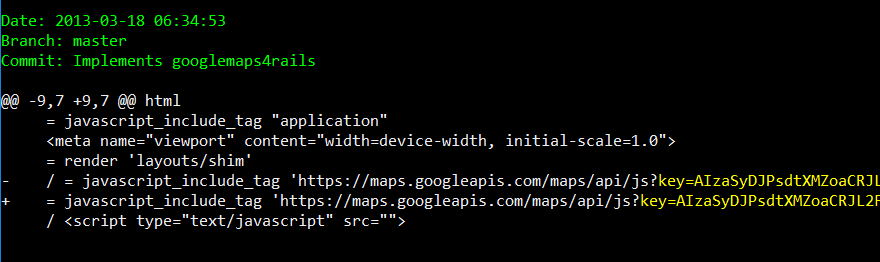 Date: 2013-03-18 06:34:53
Branch: master
Commit: Implements googlemaps4rails
@@ -9,7 +9,7 @@ html
= javascript_include_tag "application"
<meta name="viewport" content="width=device-width, initial-scale=1.0">
= render 'layouts/shim'
- / = javascript_include_tag 'https://maps.googleapis.com/maps/api/js?key=AIzaSyDJPsdtXMZoaCRJL
+ = javascript_include_tag 'https://maps.googleapis.com/maps/api/js?key=AIzaSyDJPsdtXMZoaCRJL2F
/ <script type="text/javascript" src="">